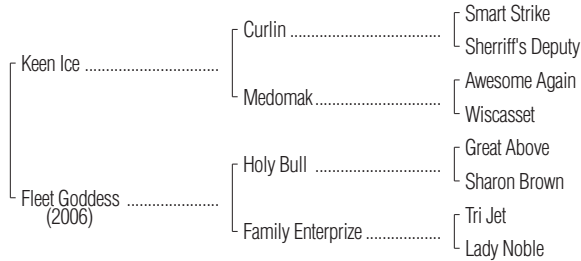 Smart Strike
Curlin ....................
Sherriff's Deputy
Keen Ice ..................................
Awesome Again
Medomak................................
Wiscasset
Great Above
Holy Bull ................................
Sharon Brown
Fleet Goddess .......................
(2006)
Tri Jet
Family Enterprize ...................
Lady Noble